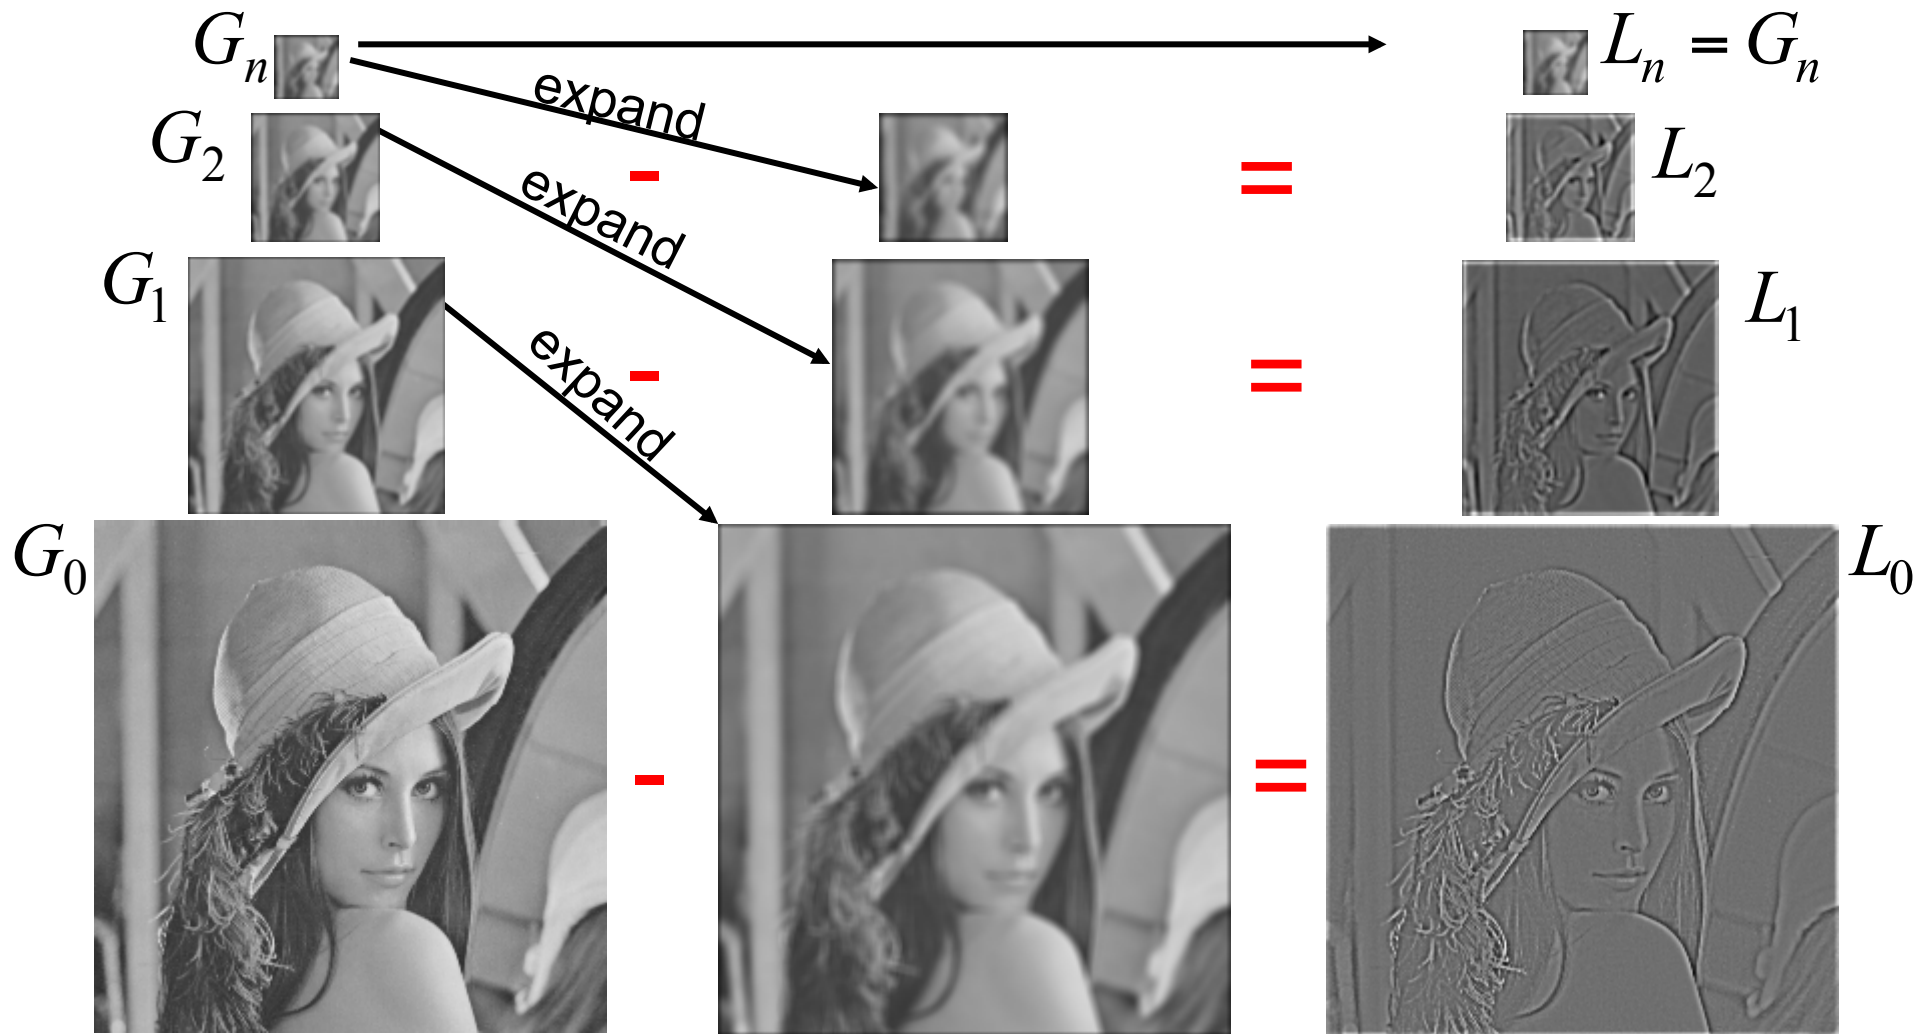 Gn
Ln = Gn
expand
G2
-
=
L2
expand
G1
-
=
L1
expand
G0
-
=
L0